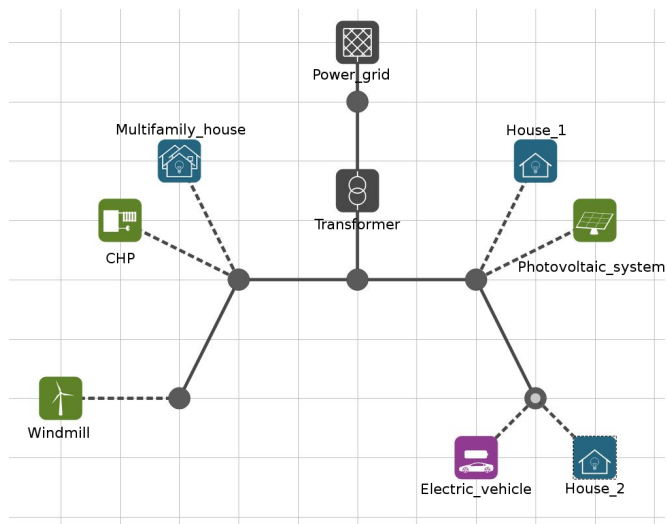 Power_grid
Multifamily_house
House_1
Transformer
CHP
Photovoltaic_system
Windmill
Electric_vehicle
House_2